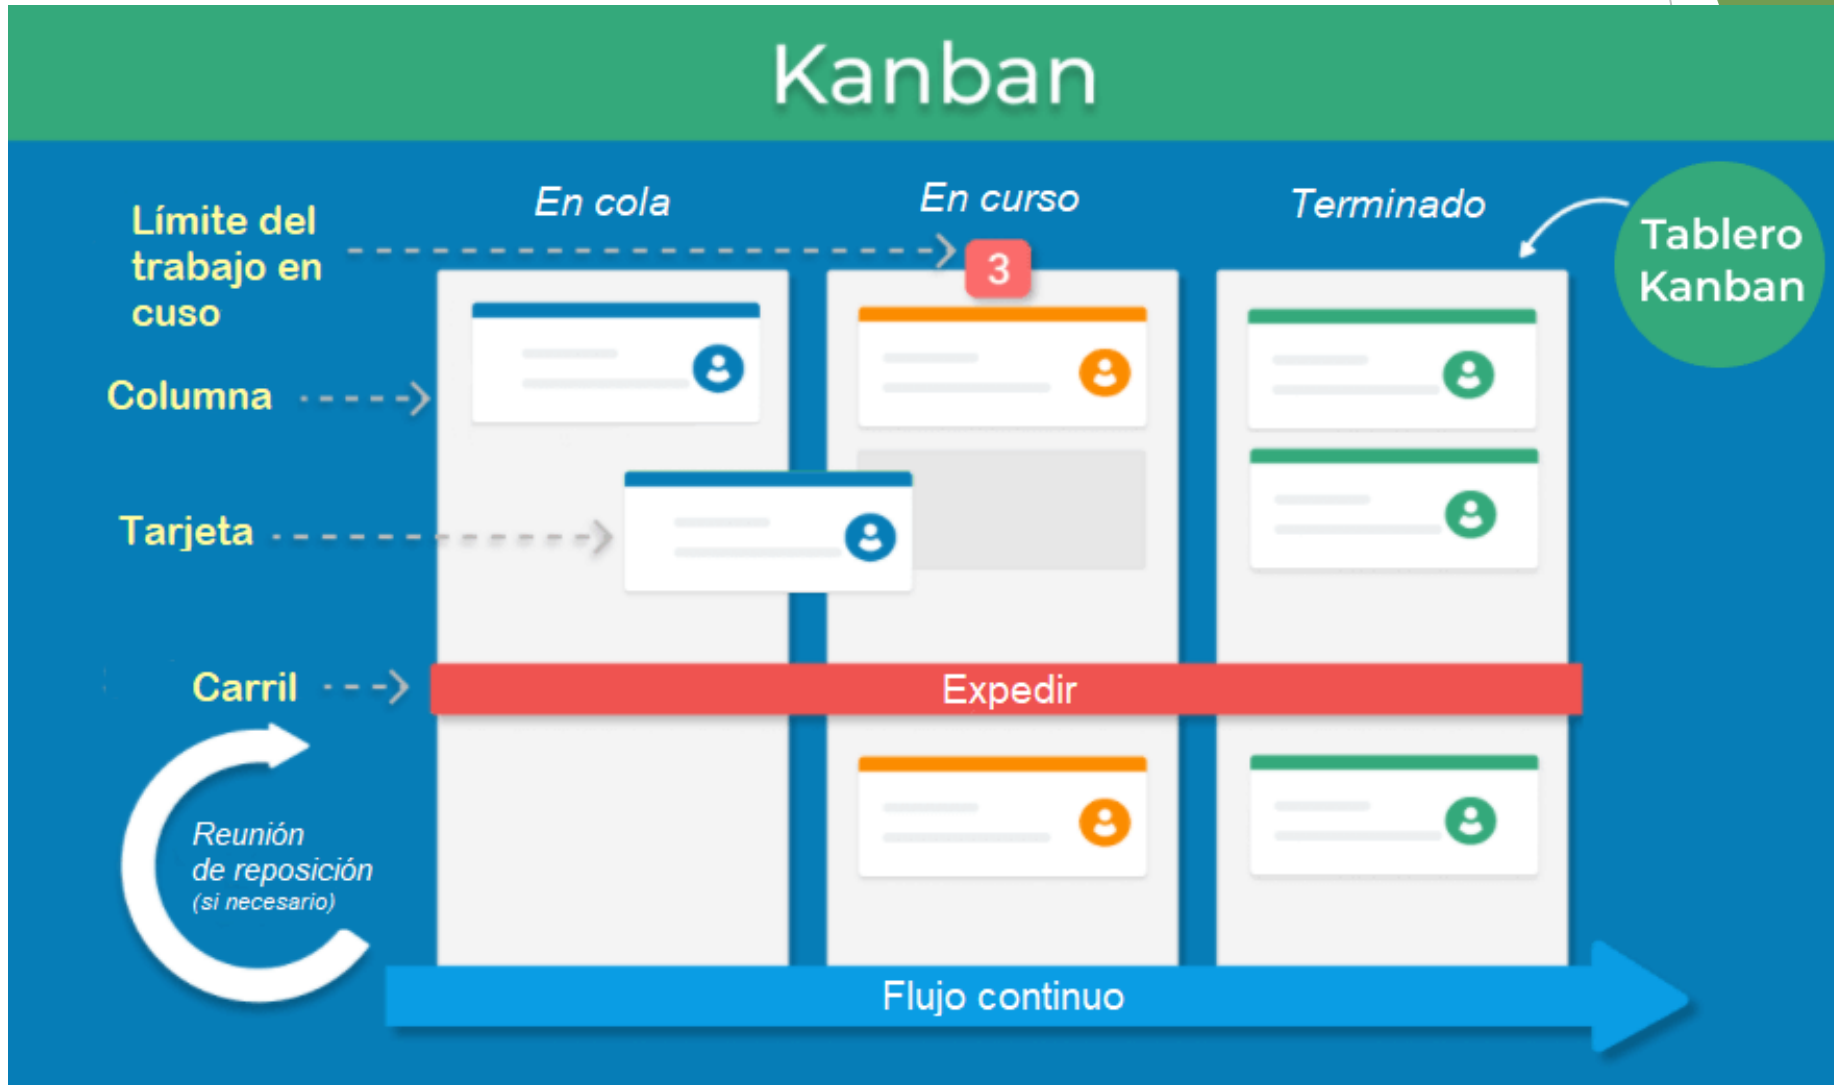 Kanban
En cola
En curso
Terminado
Límite del
trabajo en
cuso
3
Tablero
Kanban
Columna
Tarjeta
Carril
Expedir
Reunión
de reposición
(si necesario)
Flujo continuo